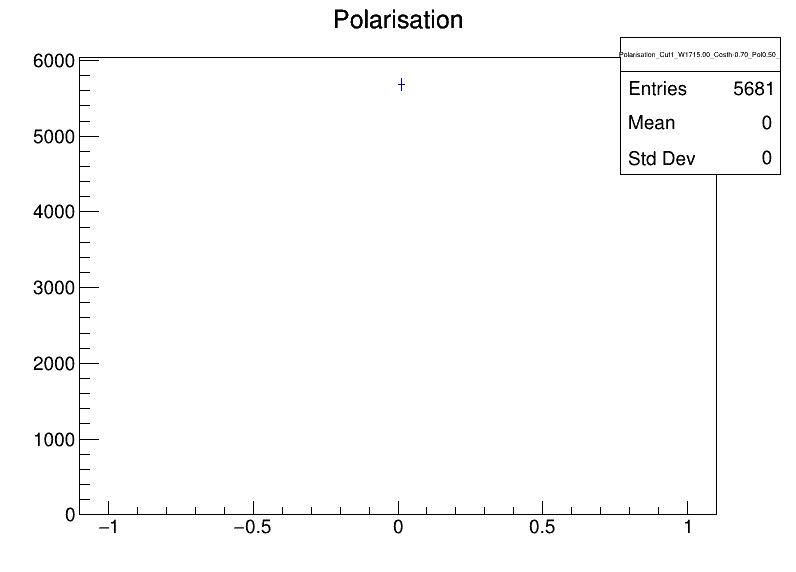 Polarisation
Polarisation_Cut1_W1715.00_Costh-0.70_Pol0.50_
Entries 5681
Mean 0
Std Dev 0
6000
5000
4000
3000
2000
1000
0
−1 −0.5 0 0.5 1